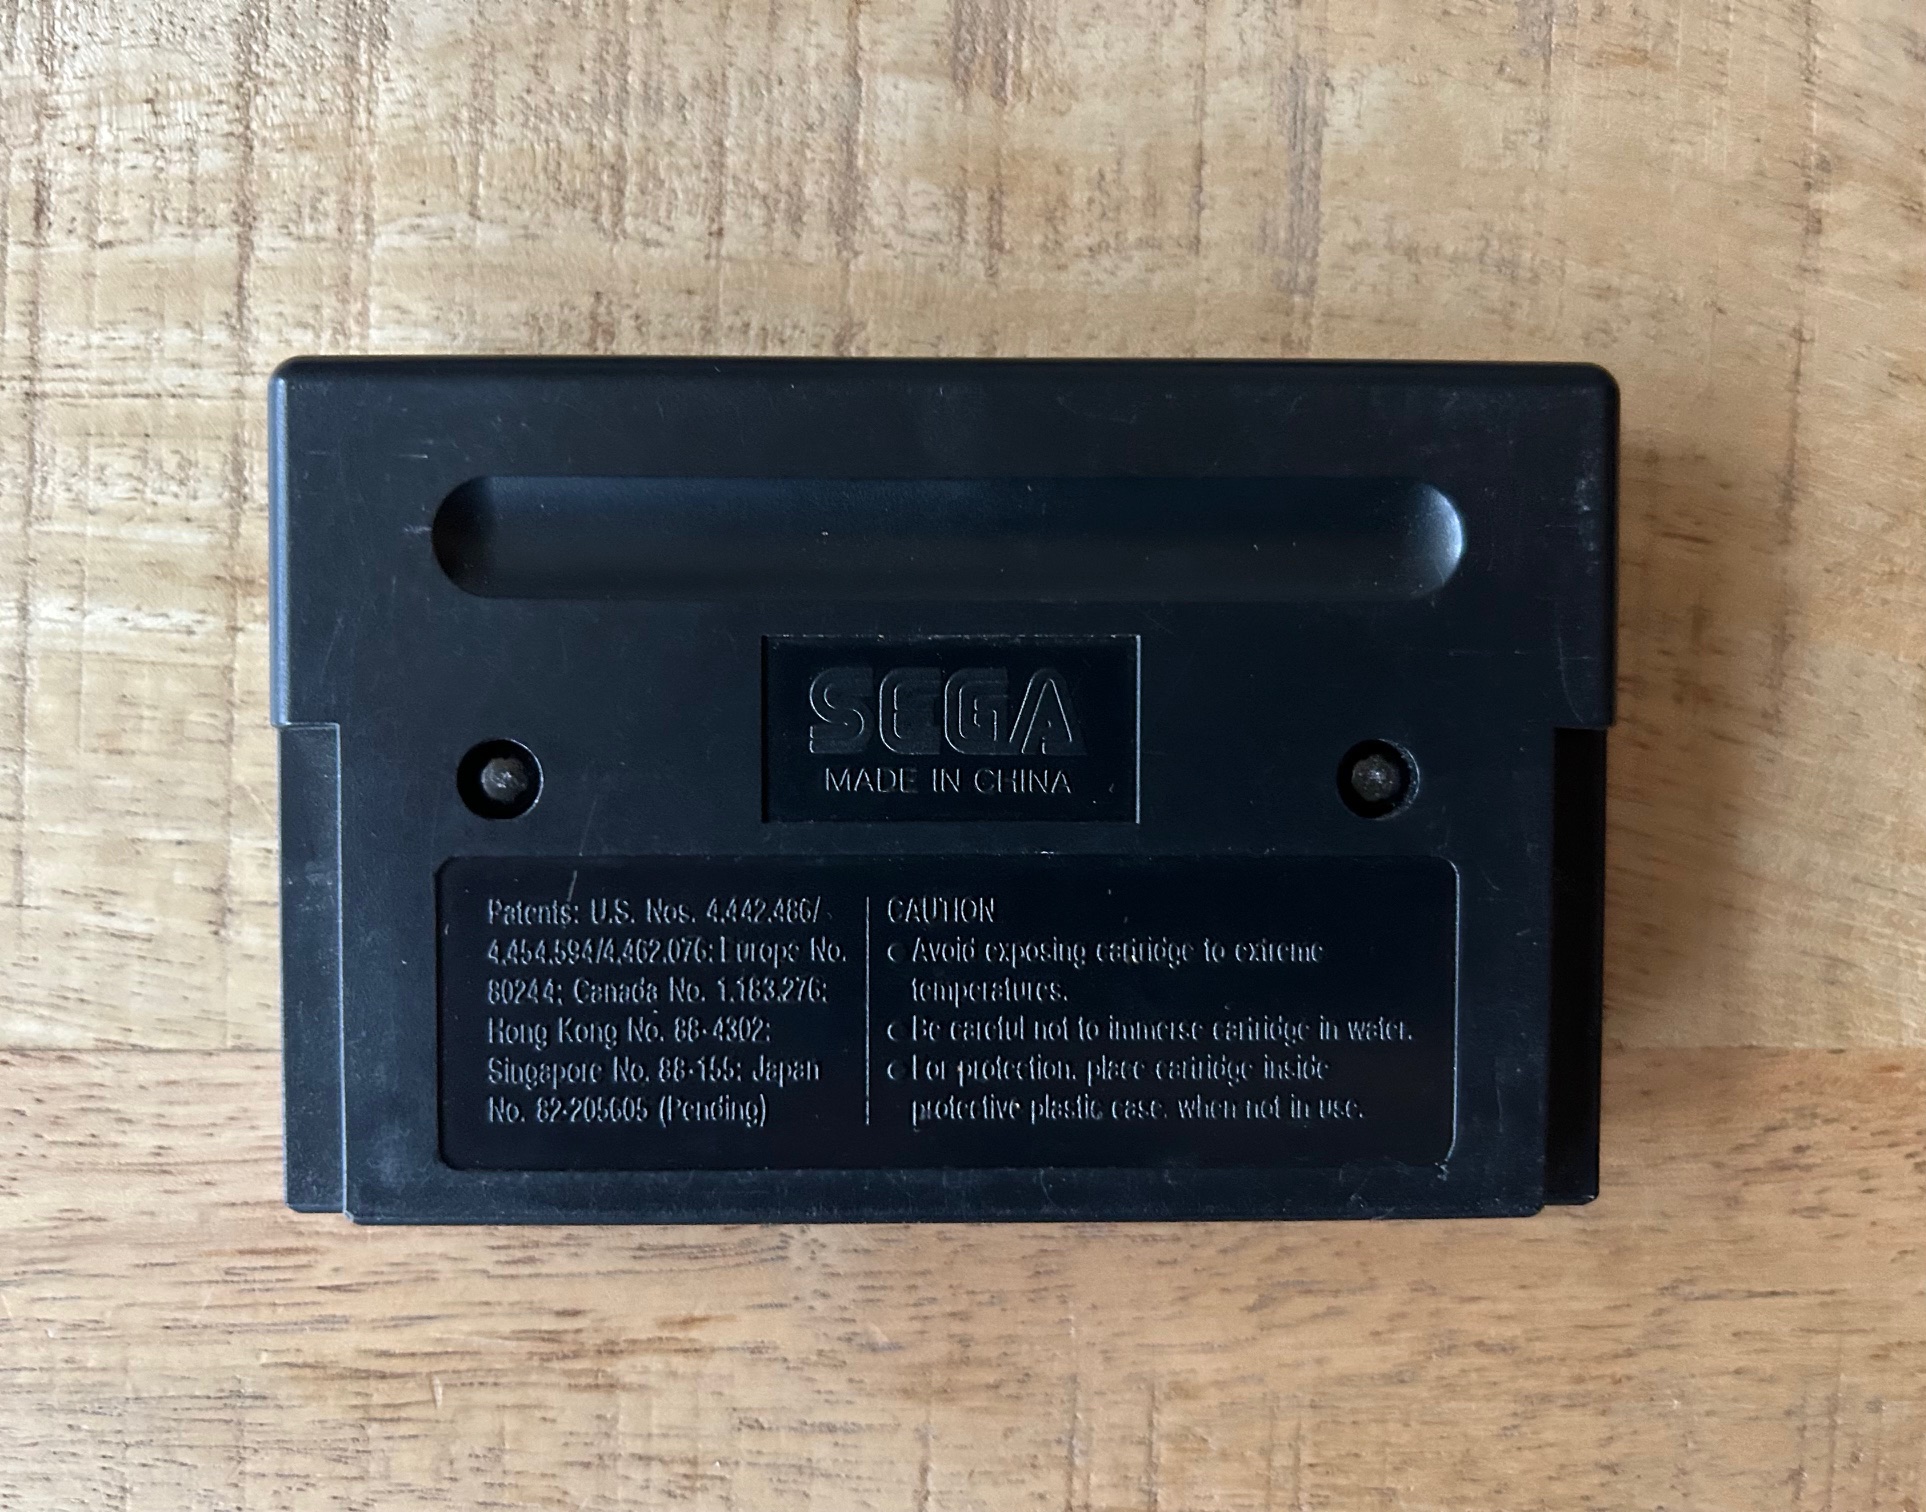 SEGA
MADE IN CHINA
Patents: U.S. Nos. 4,442,486/
4,454,594/4,462,076; Europe No.
80244; Canada No. 1,183,276;
Hong Kong No. 88-4302;
Singapore No. 88-155; Japan
No. 82-205605 (Pending)
CAUTION
● Avoid exposing cartridge to extreme
temperatures.
● Be careful not to immerse cartridge in water.
● For protection, place cartridge inside
protective plastic case, when not in use.